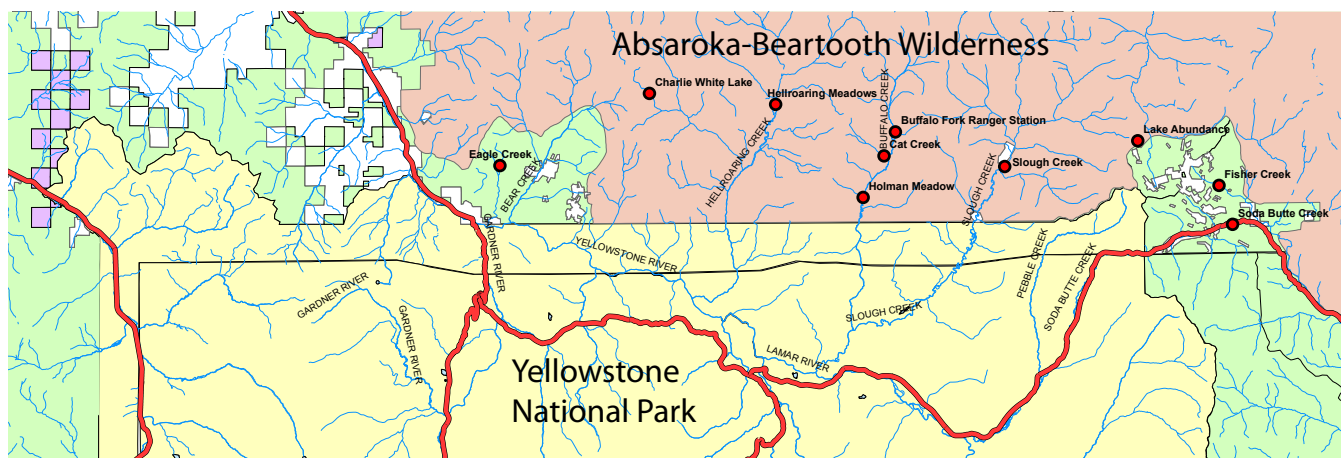 Absaroka-Beartooth Wilderness
Charlie White Lake
Hellroaring Meadows
BUFFALO CREEK
Buffalo Fork Ranger Station
Lake Abundance
Cat Creek
Eagle Creek
BEAR CREEK
HELLROARING CREEK
Slough Creek
SLOUGH CREEK
Holman Meadow
Fisher Creek
Soda Butte Creek
GARDNER RIVER
YELLOWSTONE RIVER
PEBBLE CREEK
SODA BUTTE CREEK
GARDNER RIVER
GARDNER RIVER
SLOUGH CREEK
LAMAR RIVER
Yellowstone
National Park